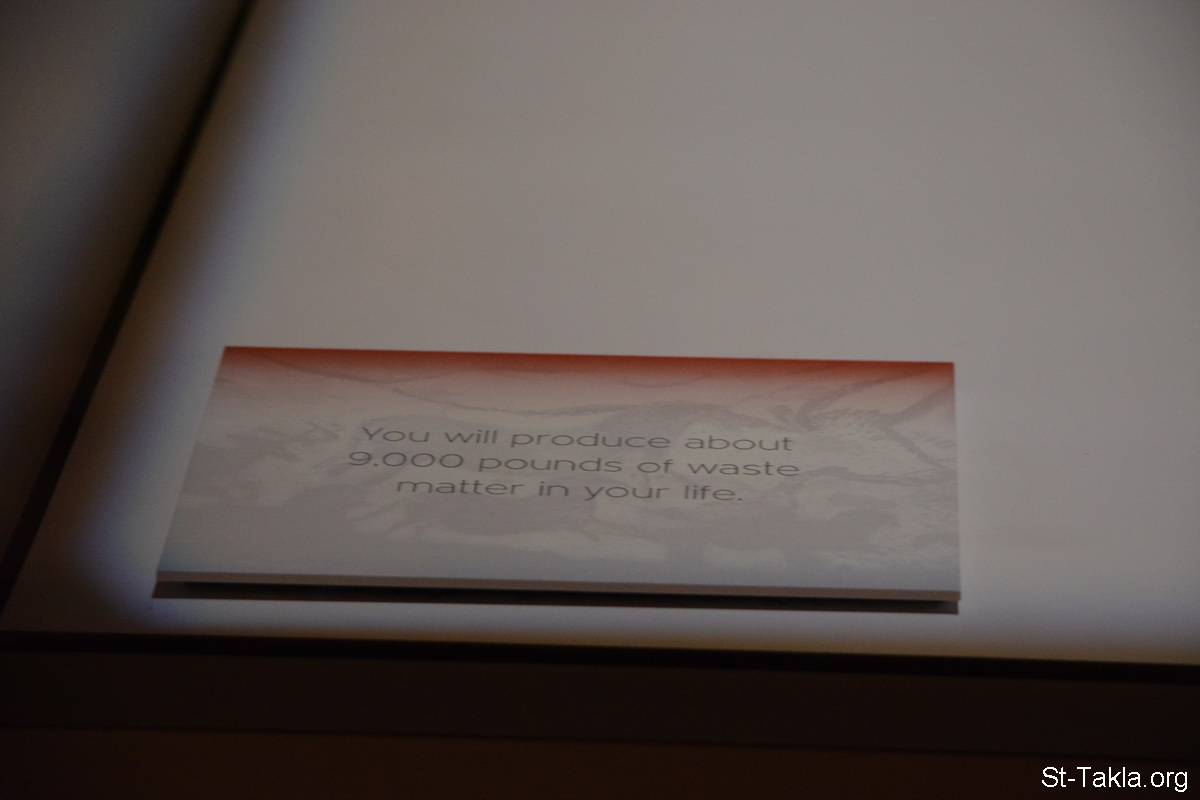 You will produce about
9.000 pounds of waste
matter in your life.
St-Takla.org